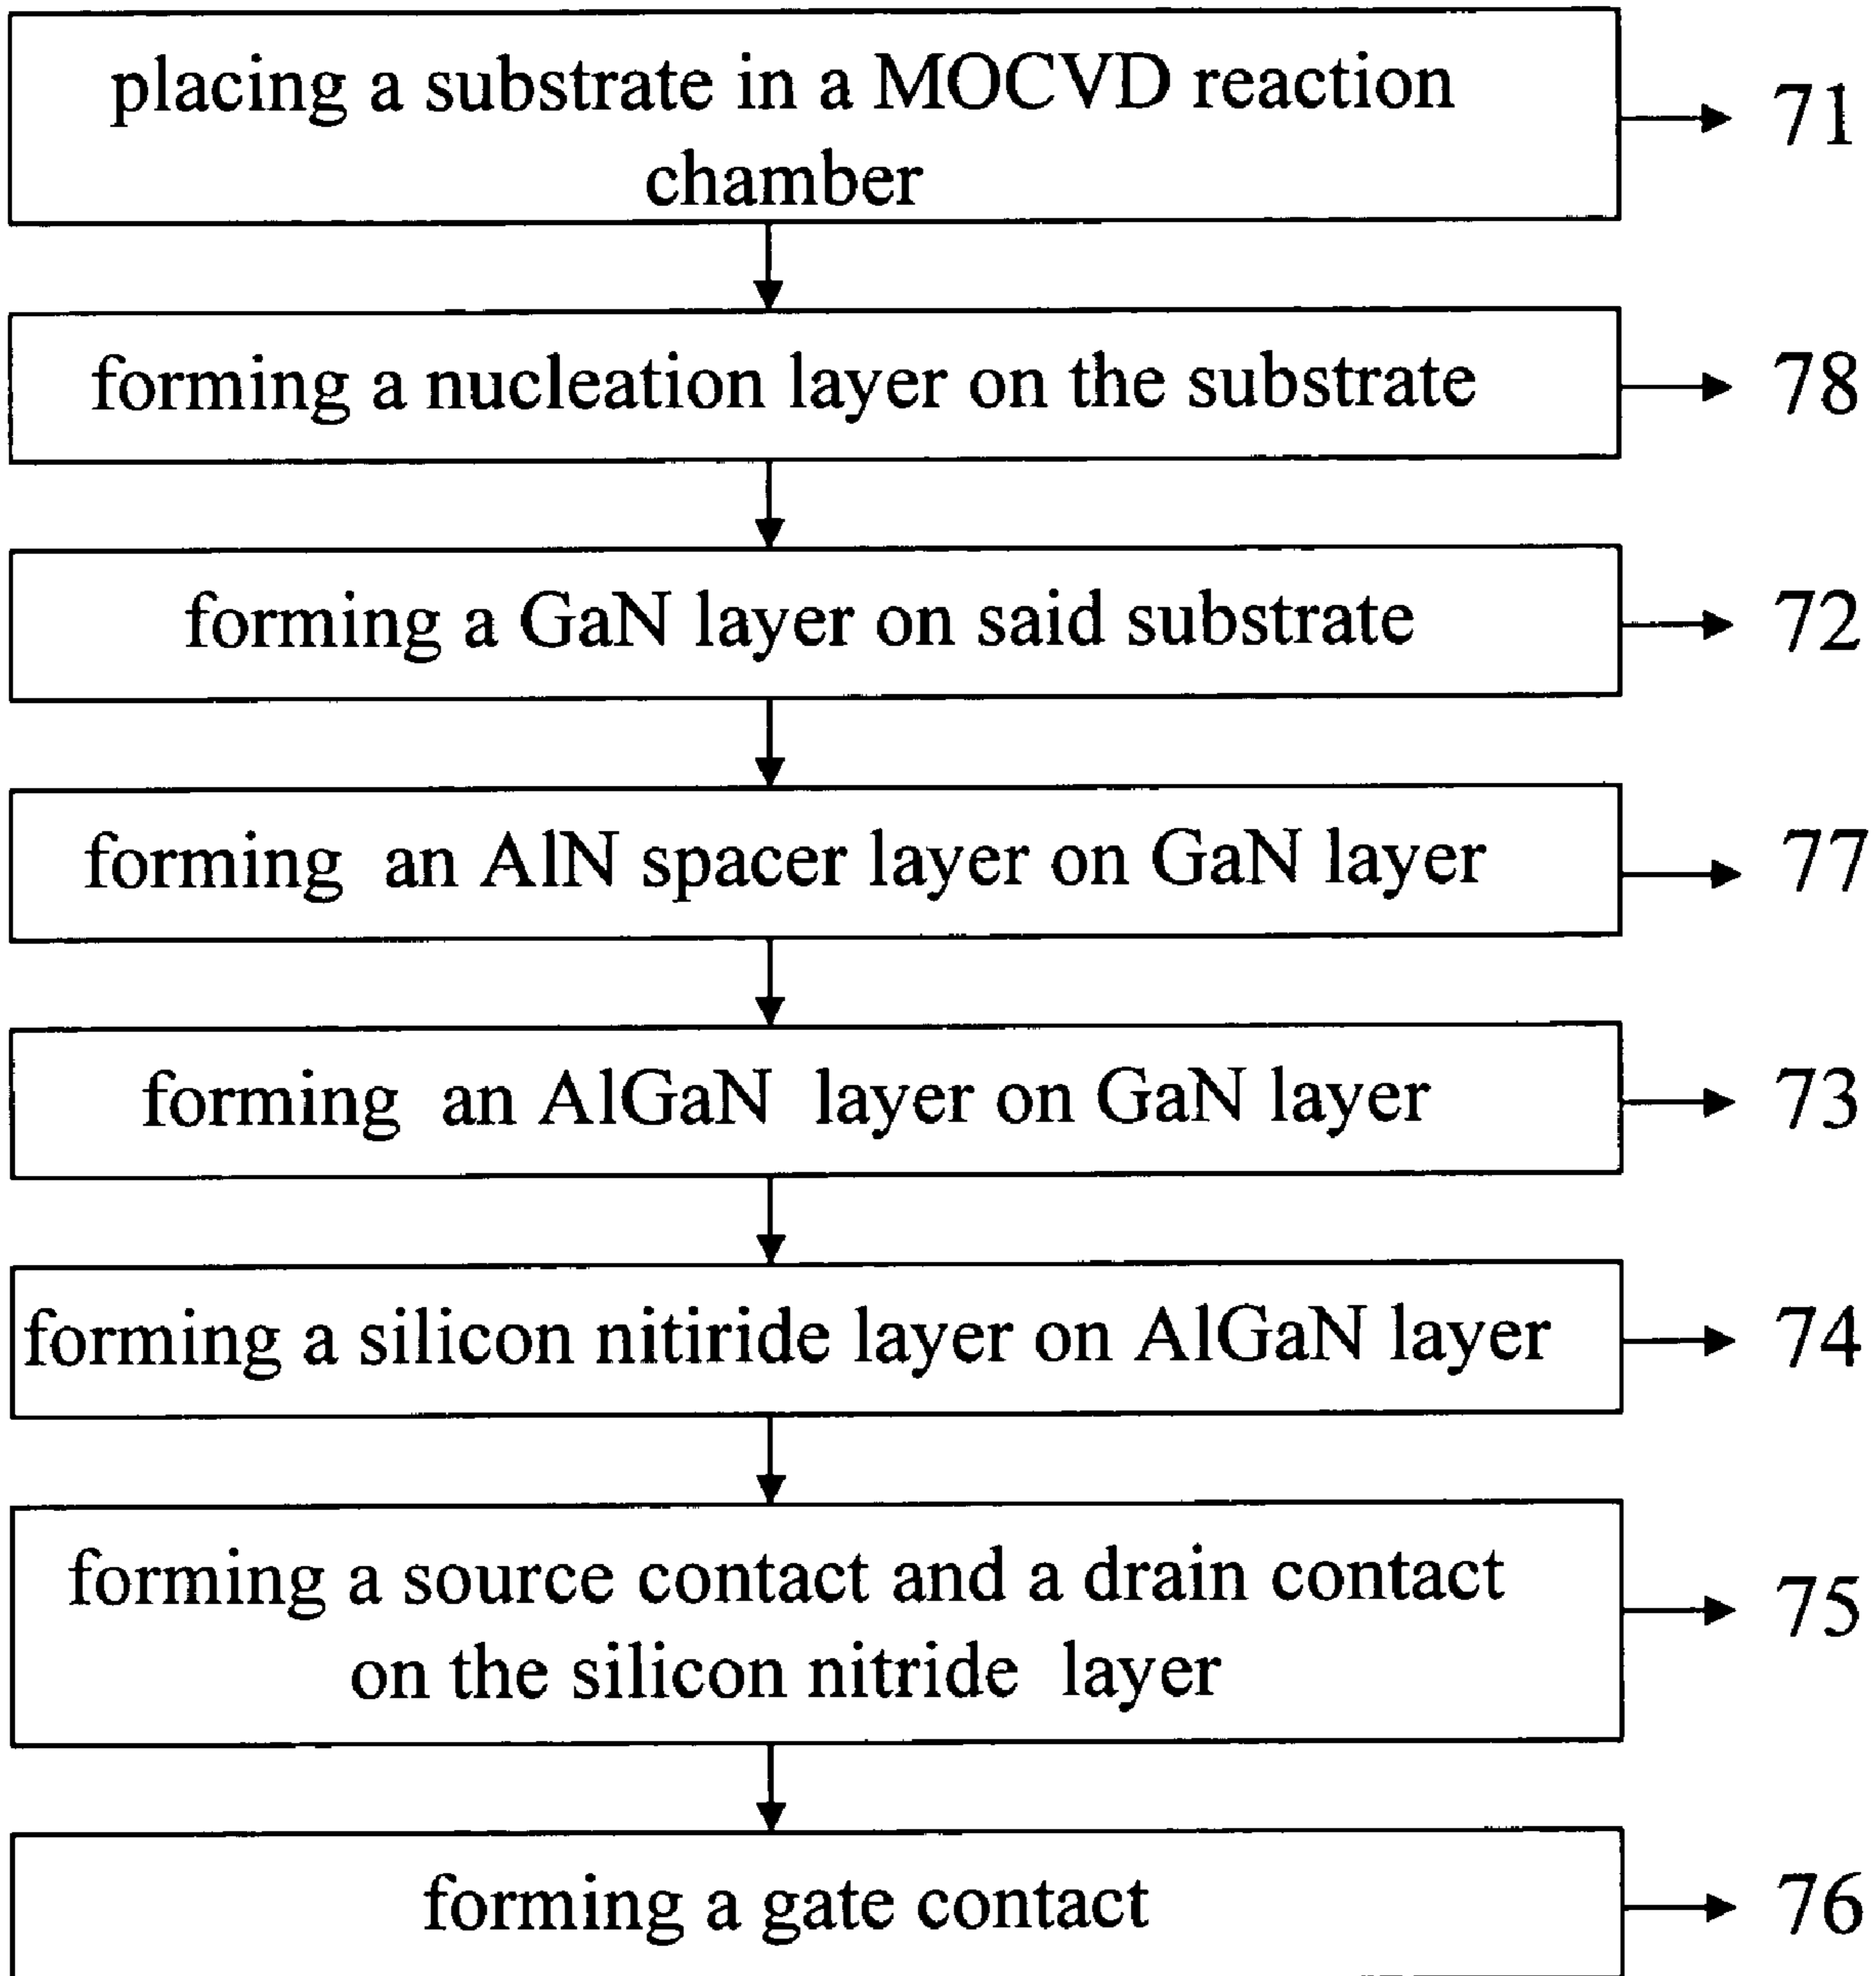 placing a substrate in a MOCVD reaction
chamber
71
forming a nucleation layer on the substrate
78
forming a GaN layer on said substrate
72
forming an AlN spacer layer on GaN layer
77
forming an AlGaN layer on GaN layer
73
forming a silicon nitiride layer on AlGaN layer
74
forming a source contact and a drain contact
on the silicon nitride layer
75
forming a gate contact
76